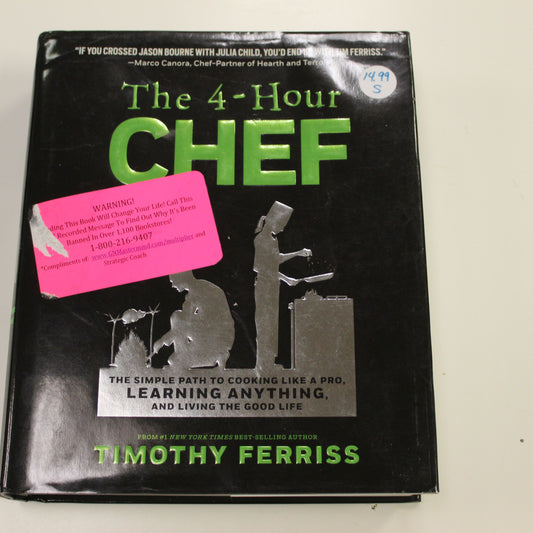 "IF YOU CROSSED JASON BOURNE WITH JULIA CHILD, YOU'D END WITH TIM FERRISS."
—Marco Canora, Chef-Partner of Hearth and
14.99
S
The 4-Hour
CHEF
WARNING!
This Book Will Change Your Life! Call This
Recorded Message To Find Out Why It's Been
Banned In Over 1,100 Bookstores!
1-800-216-9407
*Compliments of: www.GKMastermind.com/multiplier and
Strategic Coach
THE SIMPLE PATH TO COOKING LIKE A PRO,
LEARNING ANYTHING,
AND LIVING THE GOOD LIFE
FROM #1 NEW YORK TIMES BEST-SELLING AUTHOR
TIMOTHY FERRISS